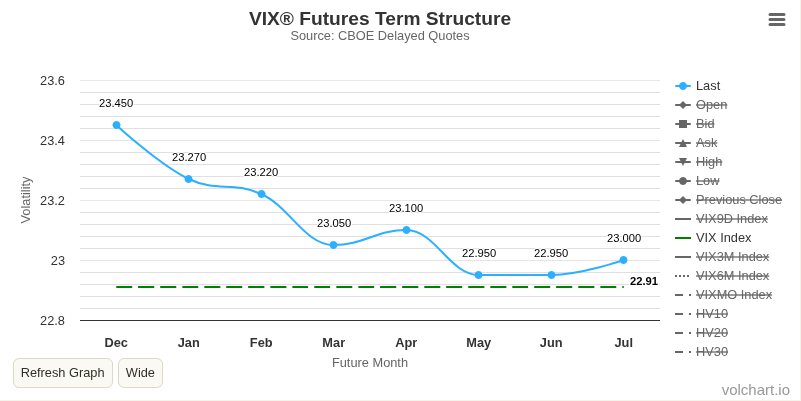 VIX® Futures Term Structure
Source: CBOE Delayed Quotes
Volatility
23.6
23.4
23.2
23
22.8
23.450
23.270
23.220
23.050
23.100
22.950
22.950
23.000
22.91
Dec Jan Feb Mar Apr May Jun Jul
Future Month
Last
Open
Bid
Ask
High
Low
Previous Close
VIX9D Index
VIX Index
VIX3M Index
VIX6M Index
VIXMO Index
HV10
HV20
HV30
Refresh Graph
Wide
volchart.io